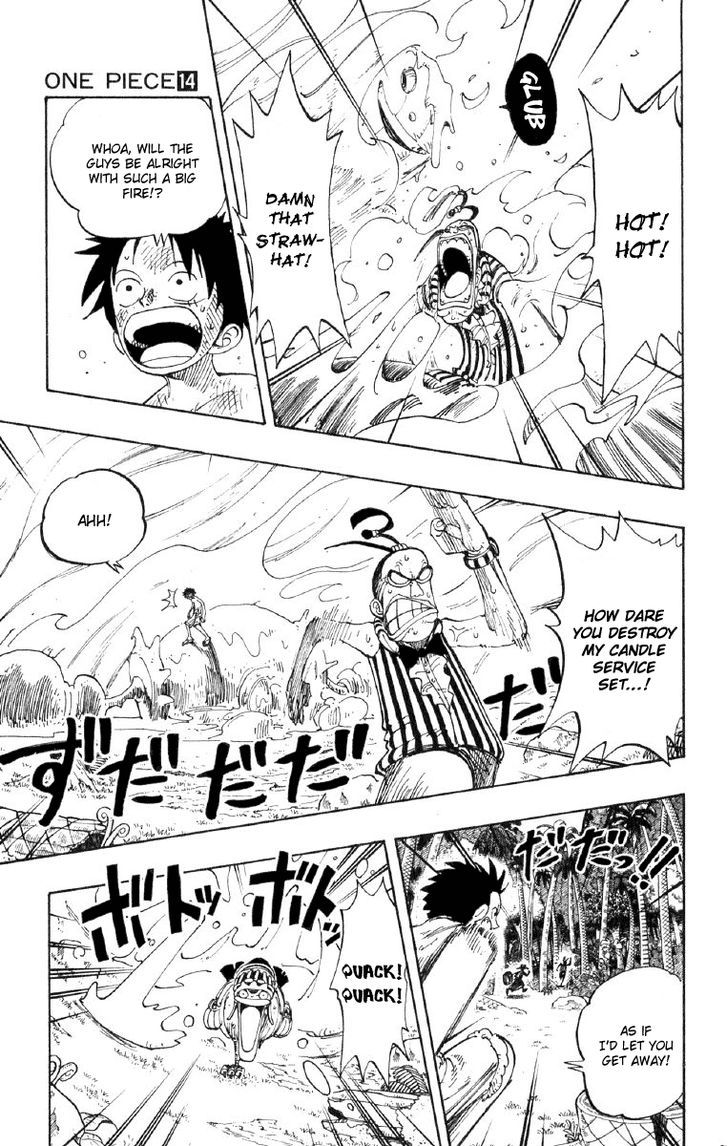 ONE PIECE 14
GLUB
HOT!
HOT!
DAMN
THAT
STRAW-
HAT!
WHOA, WILL THE
GUYS BE ALRIGHT
WITH SUCH A BIG
FIRE!?
HOW DARE
YOU DESTROY
MY CANDLE
SERVICE
SET...!
AHH!
だ
ずだだだ
だだっ!!
AS IF
I'D LET YOU
GET AWAY!
QUACK!
QUACK!
ボトッボトッ